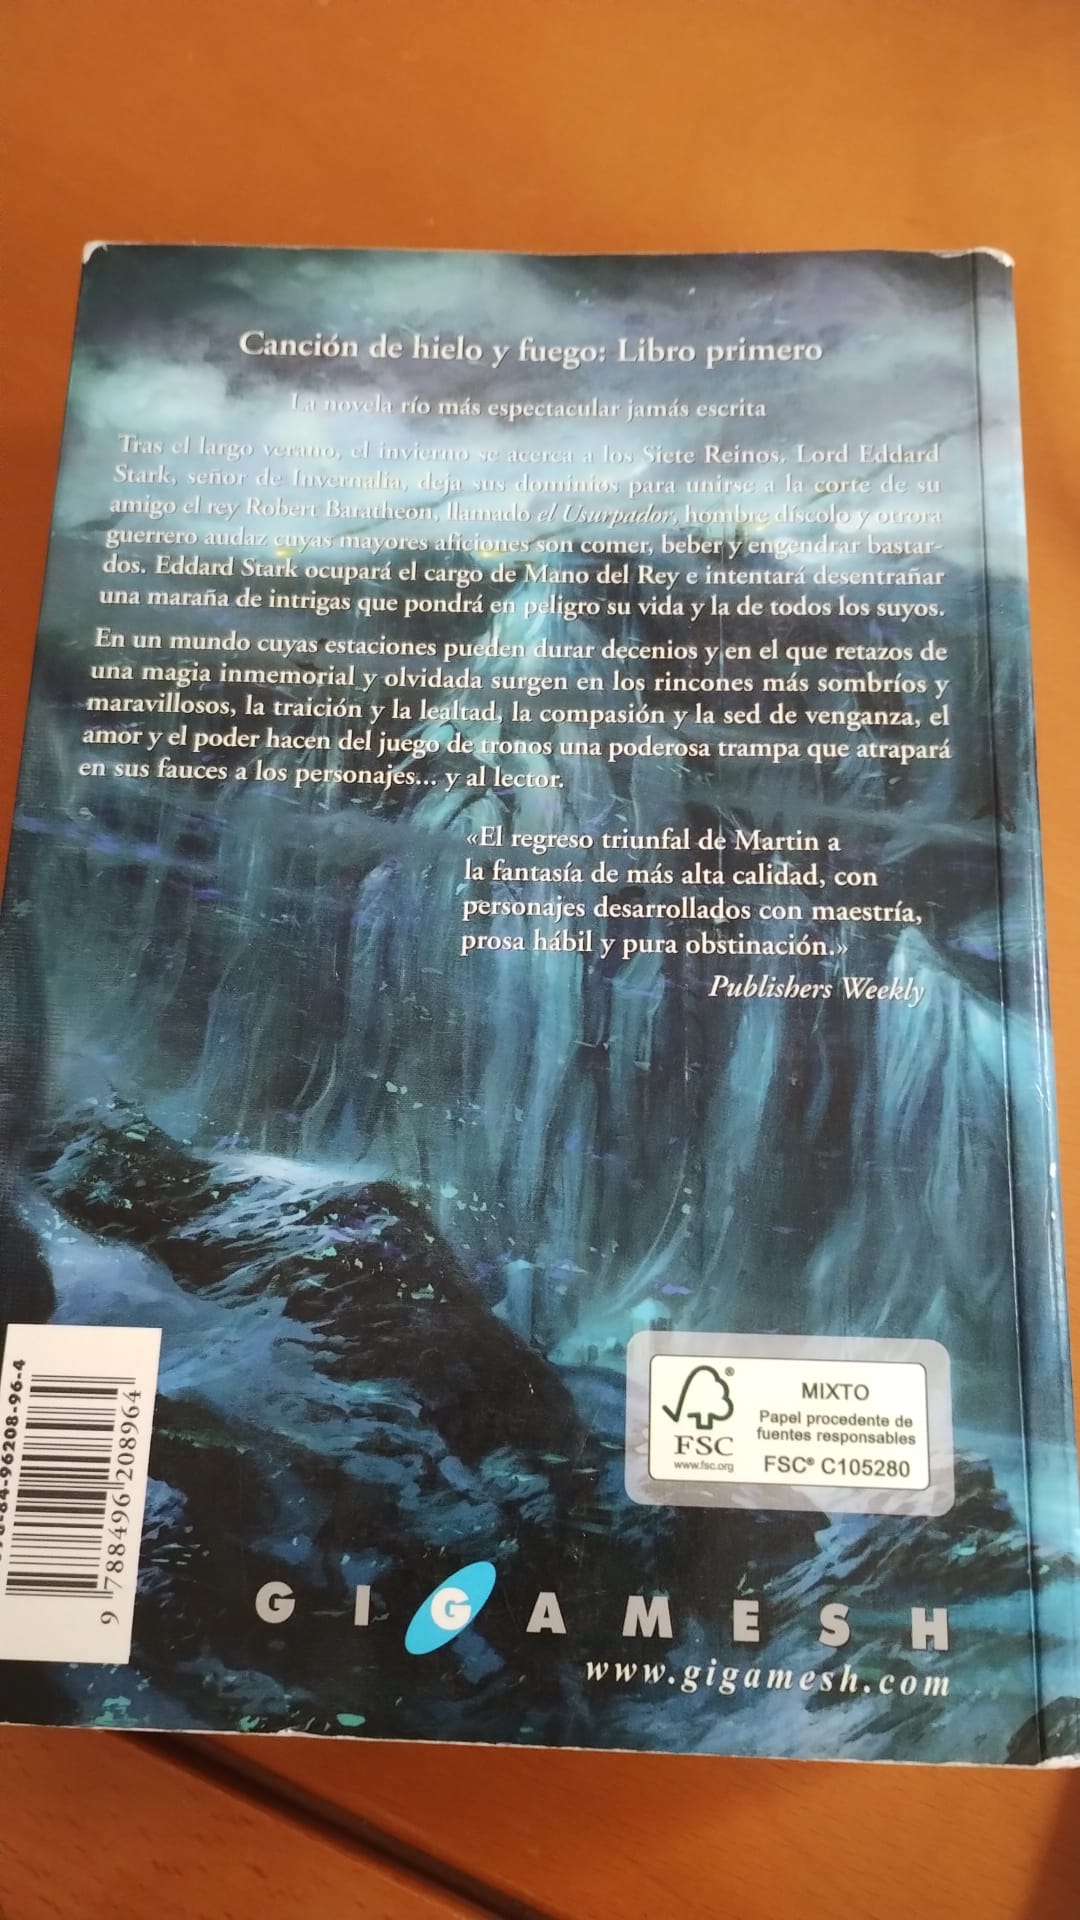 Canción de hielo y fuego: Libro primero
La novela río más espectacular jamás escrita
Tras el largo verano, el invierno se acerca a los Siete Reinos. Lord Eddard
Stark, señor de Invernalia, deja sus dominios para unirse a la corte de su
amigo el rey Robert Baratheon, llamado el Usurpador, hombre díscolo y otrora
guerrero audaz cuyas mayores aficiones son comer, beber y engendrar bastar-
dos. Eddard Stark ocupará el cargo de Mano del Rey e intentará desentrañar
una maraña de intrigas que pondrá en peligro su vida y la de todos los suyos.
En un mundo cuyas estaciones pueden durar decenios y en el que retazos de
una magia inmemorial y olvidada surgen en los rincones más sombríos y
maravillosos, la traición y la lealtad, la compasión y la sed de venganza, el
amor y el poder hacen del juego de tronos una poderosa trampa que atrapará
en sus fauces a los personajes... y al lector.
«El regreso triunfal de Martin a
la fantasía de más alta calidad, con
personajes desarrollados con maestría,
prosa hábil y pura obstinación.»
Publishers Weekly
84-96208-96-4
9 788496 208964
FSC®
www.fsc.org
MIXTO
Papel procedente de
fuentes responsables
FSC® C105280
GIGAMESH
www.gigamesh.com